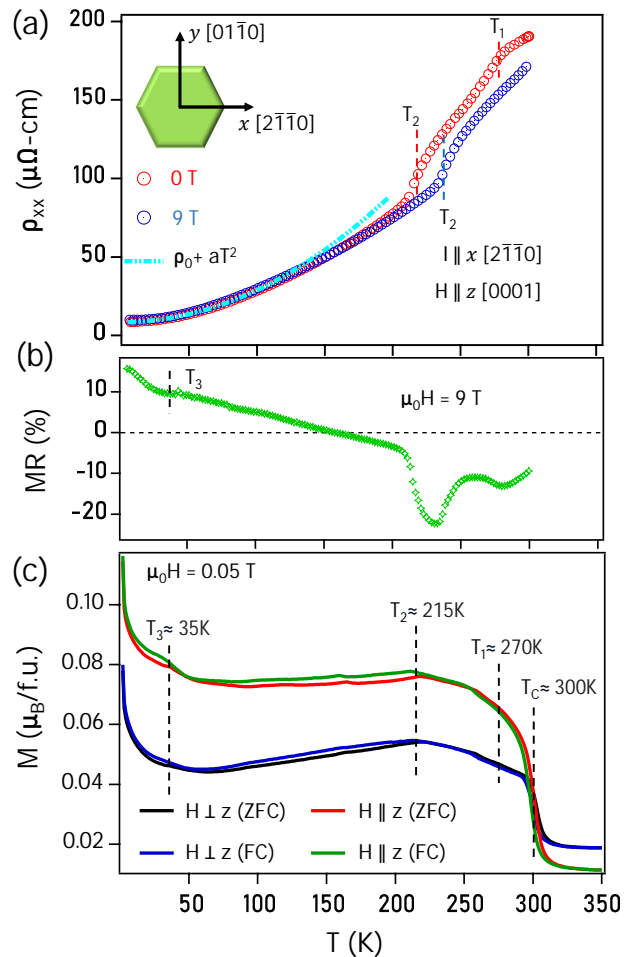 (a)
200
150
100
50
0
ρxx (μΩ-cm)
y [011̄0]
x [21̄1̄0]
T1
T2
T2
0 T
9 T
ρ0+ aT²
I ∥ x [21̄1̄0]
H ∥ z [0001]
(b)
10
0
-10
-20
MR (%)
T3
μ0H = 9 T
(c)
μ0H = 0.05 T
0.10
0.08
0.06
0.04
0.02
M (μB/f.u.)
T3≈ 35K
T2≈ 215K
T1≈ 270K
TC≈ 300K
H ⊥ z (ZFC)
H ∥ z (ZFC)
H ⊥ z (FC)
H ∥ z (FC)
50 100 150 200 250 300 350
T (K)